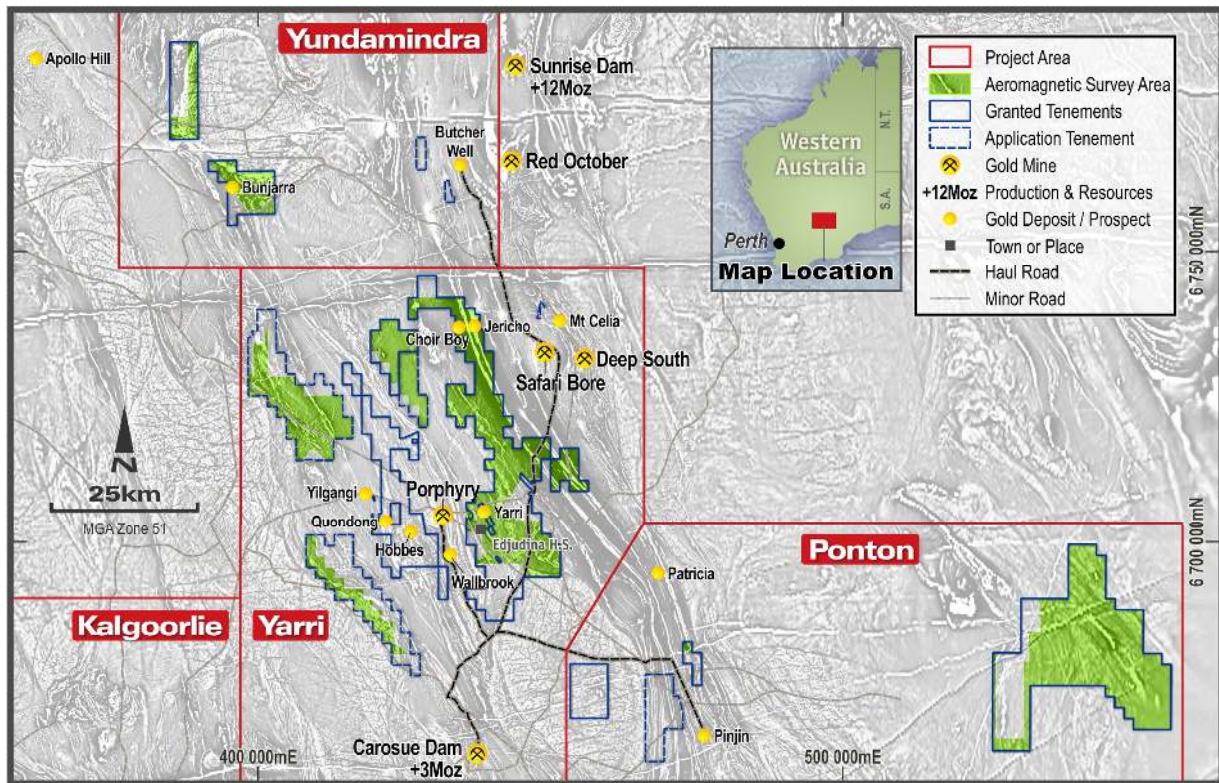 Yundamindra
Apollo Hill
Sunrise Dam
+12Moz
Butcher
Well
Red October
Bunjarra
Western
Australia
N.T.
S.A.
Perth
Map Location
Project Area
Aeromagnetic Survey Area
Granted Tenements
Application Tenement
Gold Mine
+12Moz Production & Resources
Gold Deposit / Prospect
Town or Place
Haul Road
Minor Road
6 750 000mN
Choir Boy
Jericho
Mt Celia
Safari Bore
Deep South
N
25km
MGA Zone 51
Yilgangi
Porphyry
Quondong
Hobbes
Yarri
Edjudina H.S.
Wallbrook
Patricia
Ponton
6 700 000mN
Kalgoorlie
Yarri
Pinjin
Carosue Dam
+3Moz
400 000mE
500 000mE